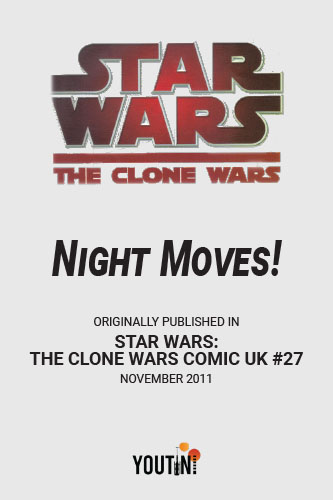 STAR
WARS
THE CLONE WARS
NIGHT MOVES!
ORIGINALLY PUBLISHED IN
STAR WARS:
THE CLONE WARS COMIC UK #27
NOVEMBER 2011
YOUTINI